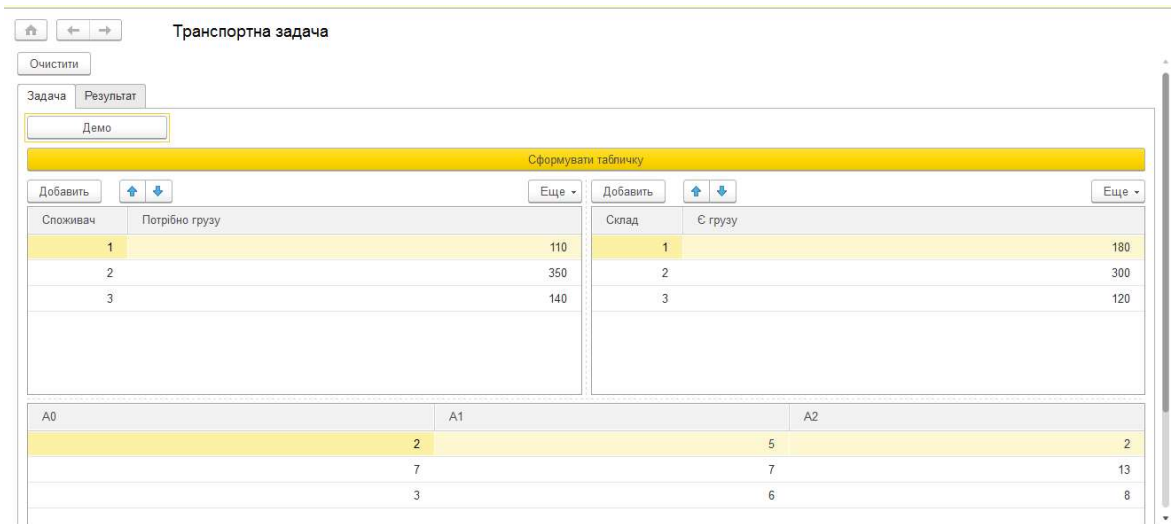 Транспортна задача
Очистити
Задача Результат
Демо
Сформувати табличку
Добавить Еще Добавить Еще
Споживач Потрібно грузу Склад Є грузу
1 110 1 180
2 350 2 300
3 140 3 120
A0 A1 A2
2 5 2
7 7 13
3 6 8